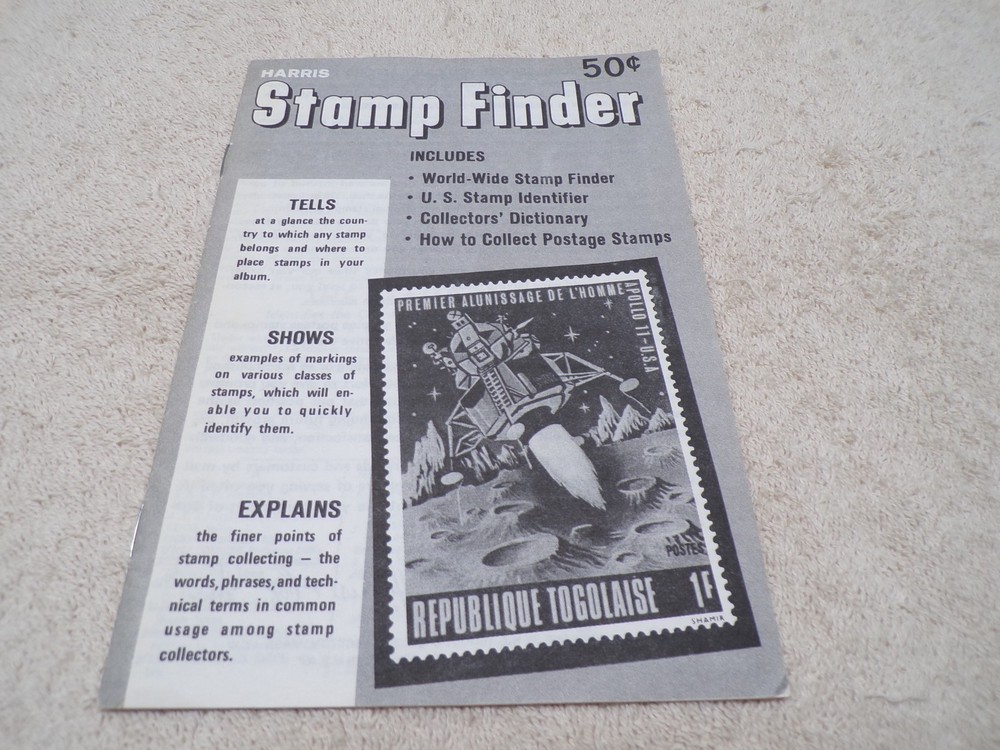 HARRIS
50¢
Stamp Finder
INCLUDES
• World-Wide Stamp Finder
• U. S. Stamp Identifier
• Collectors' Dictionary
• How to Collect Postage Stamps
TELLS
at a glance the coun-
try to which any stamp
belongs and where to
place stamps in your
album.
SHOWS
examples of markings
on various classes of
stamps, which will en-
able you to quickly
identify them.
EXPLAINS
the finer points of
stamp collecting – the
words, phrases, and tech-
nical terms in common
usage among stamp
collectors.
PREMIER ALUNISSAGE DE L'HOMME
APOLLO 11-U.S.A
POSTES
REPUBLIQUE TOGOLAISE 1F
SHAMIR